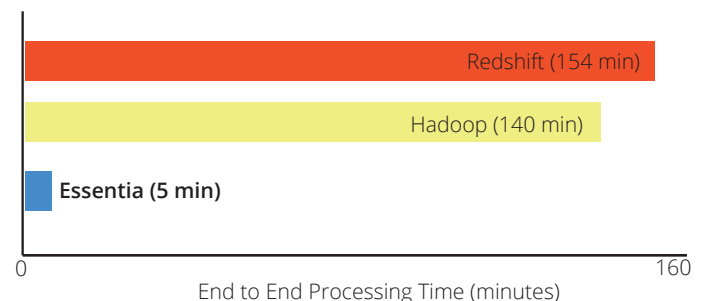 Redshift (154 min)
Hadoop (140 min)
Essentia (5 min)
0
160
End to End Processing Time (minutes)